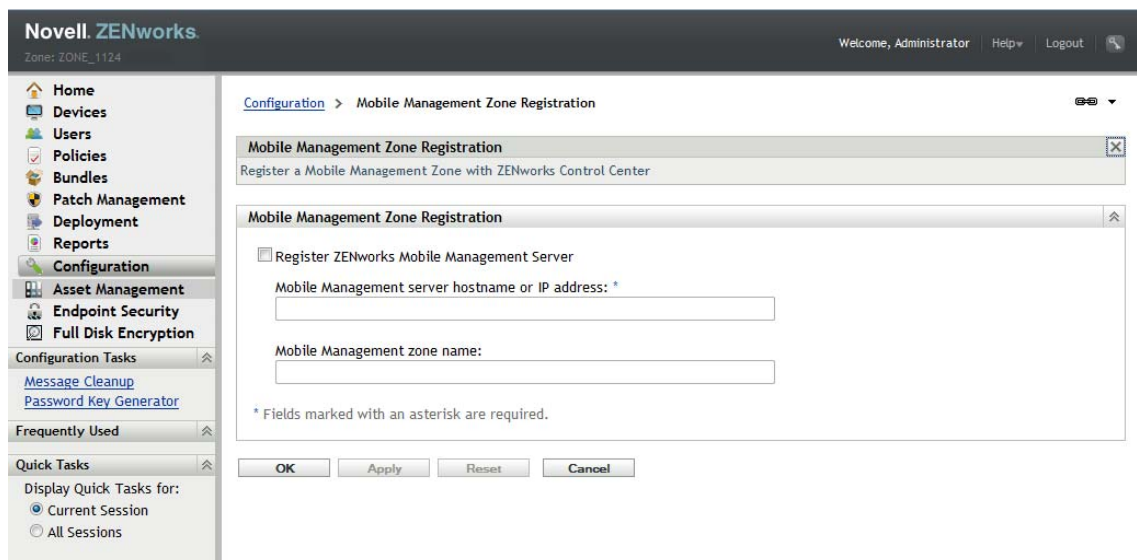 Novell. ZENworks.
Zone: ZONE_1124
Welcome, Administrator
Help
Logout
Home
Devices
Users
Policies
Bundles
Patch Management
Deployment
Reports
Configuration
Asset Management
Endpoint Security
Full Disk Encryption
Configuration Tasks
Message Cleanup
Password Key Generator
Frequently Used
Quick Tasks
Display Quick Tasks for:
Current Session
All Sessions
Configuration > Mobile Management Zone Registration
Mobile Management Zone Registration
Register a Mobile Management Zone with ZENworks Control Center
Mobile Management Zone Registration
Register ZENworks Mobile Management Server
Mobile Management server hostname or IP address: *
Mobile Management zone name:
* Fields marked with an asterisk are required.
OK
Apply
Reset
Cancel